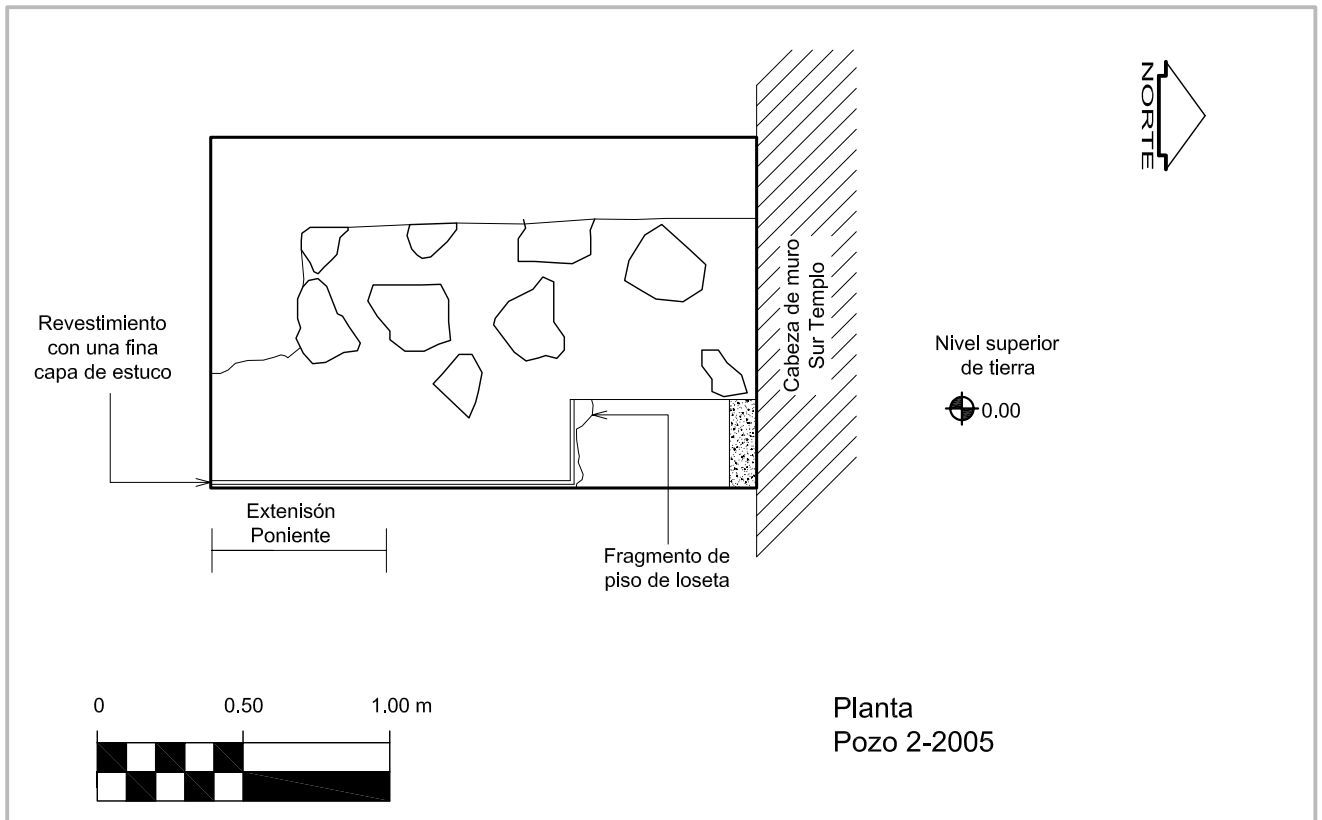 NORTE
Cabeza de muro
Sur Templo
Revestimiento
con una fina
capa de estuco
Nivel superior
de tierra
0.00
Extenisón
Poniente
Fragmento de
piso de loseta
0 0.50 1.00 m
Planta
Pozo 2-2005